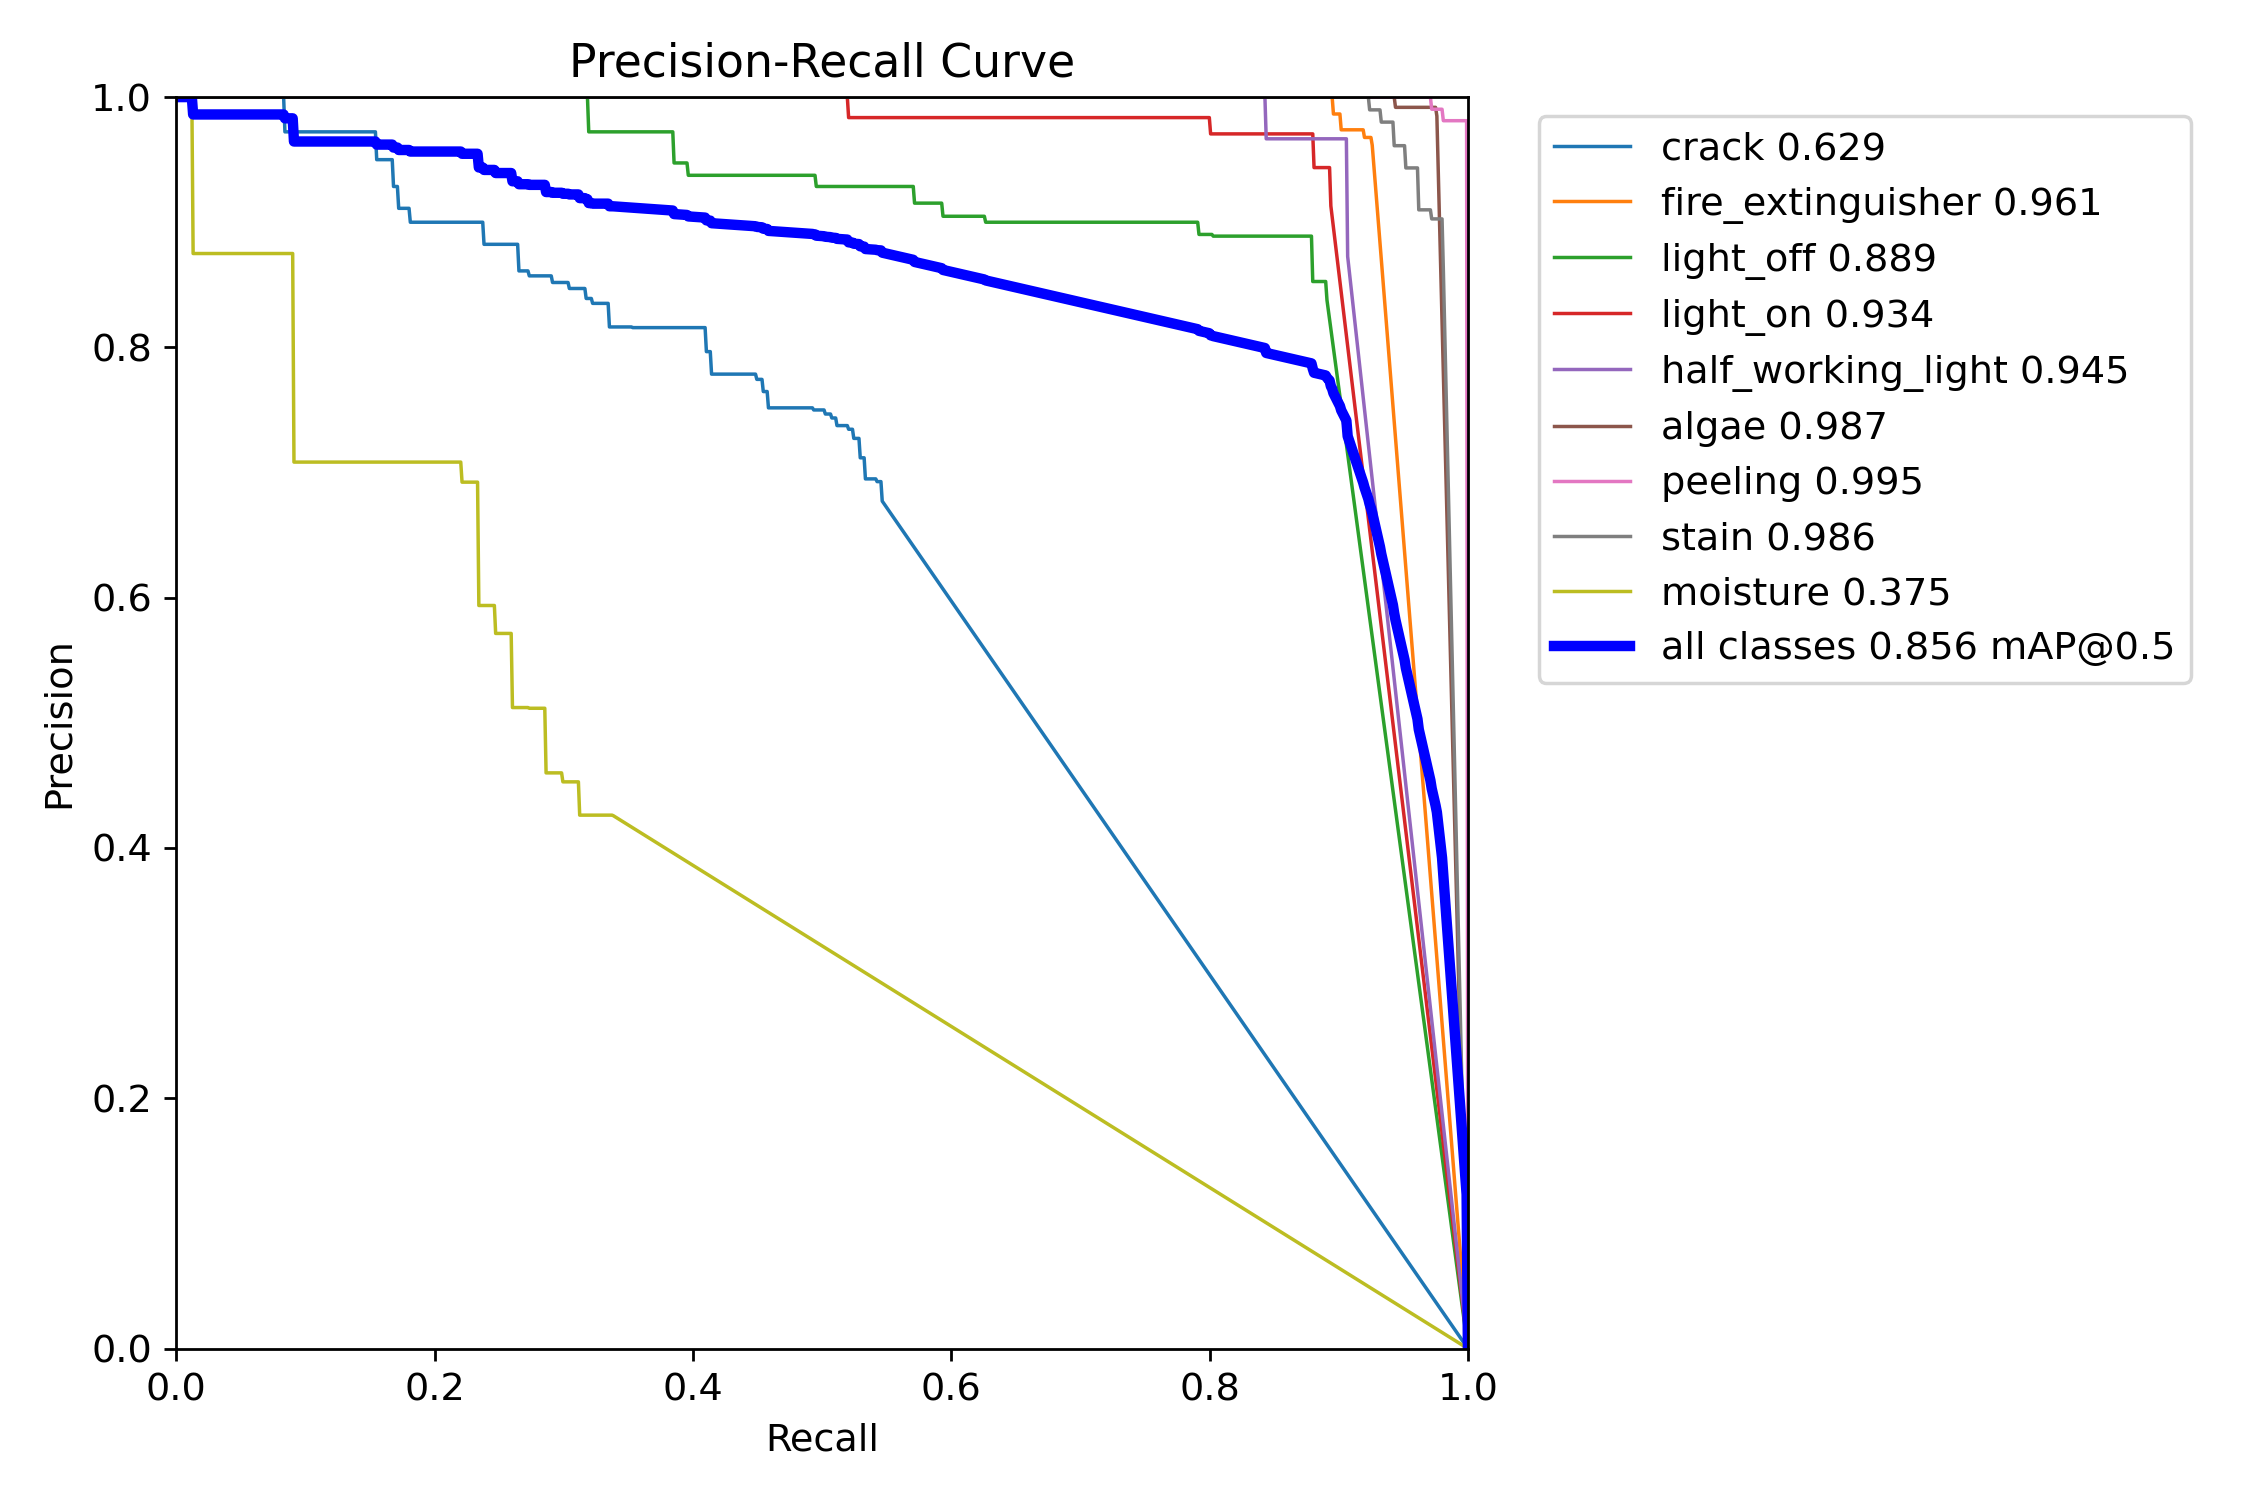 Precision-Recall Curve
1.0
0.8
0.6
0.4
0.2
0.0
Precision
0.0 0.2 0.4 0.6 0.8 1.0
Recall
crack 0.629
fire_extinguisher 0.961
light_off 0.889
light_on 0.934
half_working_light 0.945
algae 0.987
peeling 0.995
stain 0.986
moisture 0.375
all classes 0.856 mAP@0.5